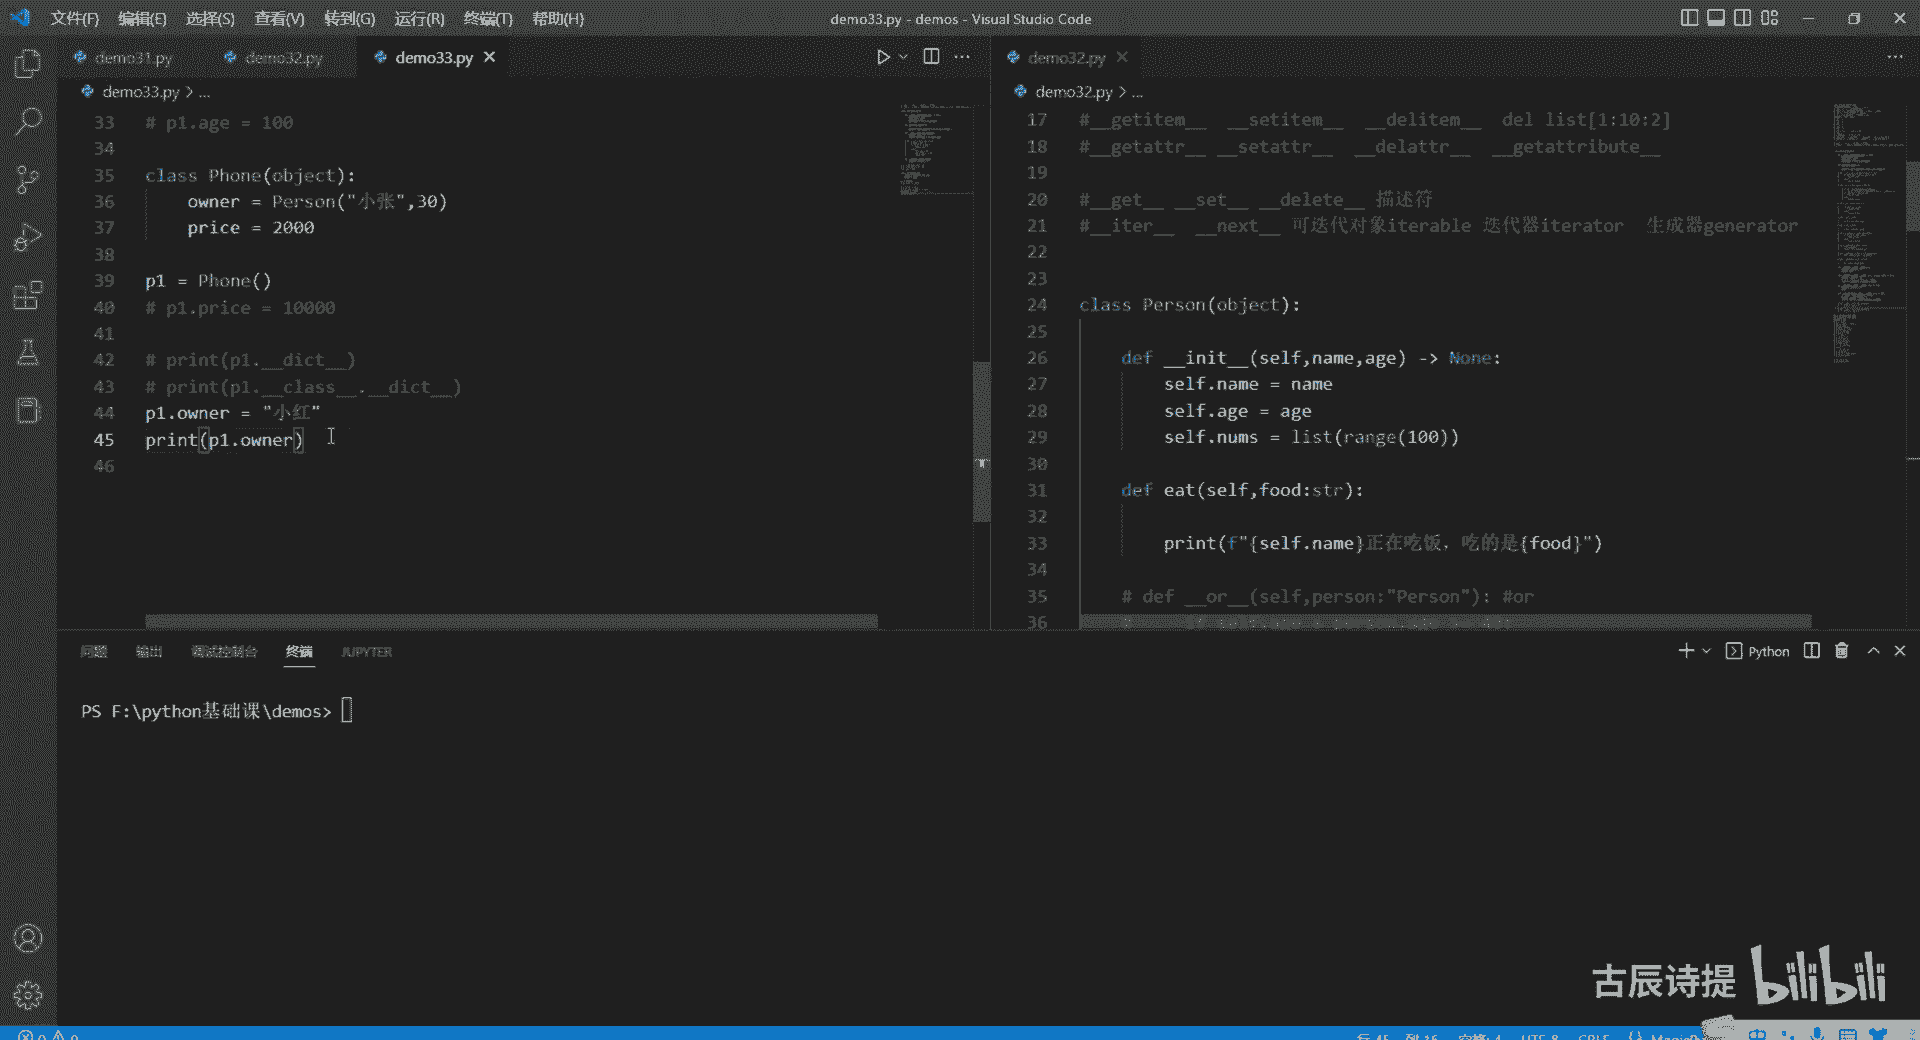 文件(F) 编辑(E) 选择(S) 查看(V) 转到(G) 运行(R) 终端(T) 帮助(H) demo33.py - demos - Visual Studio Code
demo31.py demo32.py demo33.py
demo33.py > ...
33 # p1.age = 100
34
35 class Phone(object):
36 owner = Person("小张",30)
37 price = 2000
38
39 p1 = Phone()
40 # p1.price = 10000
41
42 # print(p1.__dict__)
43 # print(p1.__class__.__dict__)
44 p1.owner = "小红"
45 print(p1.owner)
46
demo32.py
demo32.py > ...
17 #__getitem__ __setitem__ __delitem__ del list[1:10:2]
18 #__getattr__ __setattr__ __delattr__ __getattribute__
19
20 #__get__ __set__ __delete__ 描述符
21 #__iter__ __next__ 可迭代对象iterable 迭代器iterator 生成器generator
22
23
24 class Person(object):
25
26 def __init__(self,name,age) -> None:
27 self.name = name
28 self.age = age
29 self.nums = list(range(100))
30
31 def eat(self,food:str):
32
33 print(f"{self.name}正在吃饭，吃的是{food}")
34
35 # def __or__(self,person:"Person"): #or
36
问题 输出 调试控制台 终端 JUPYTER
Python
PS F:\python基础课\demos>
古辰诗提 bilibili